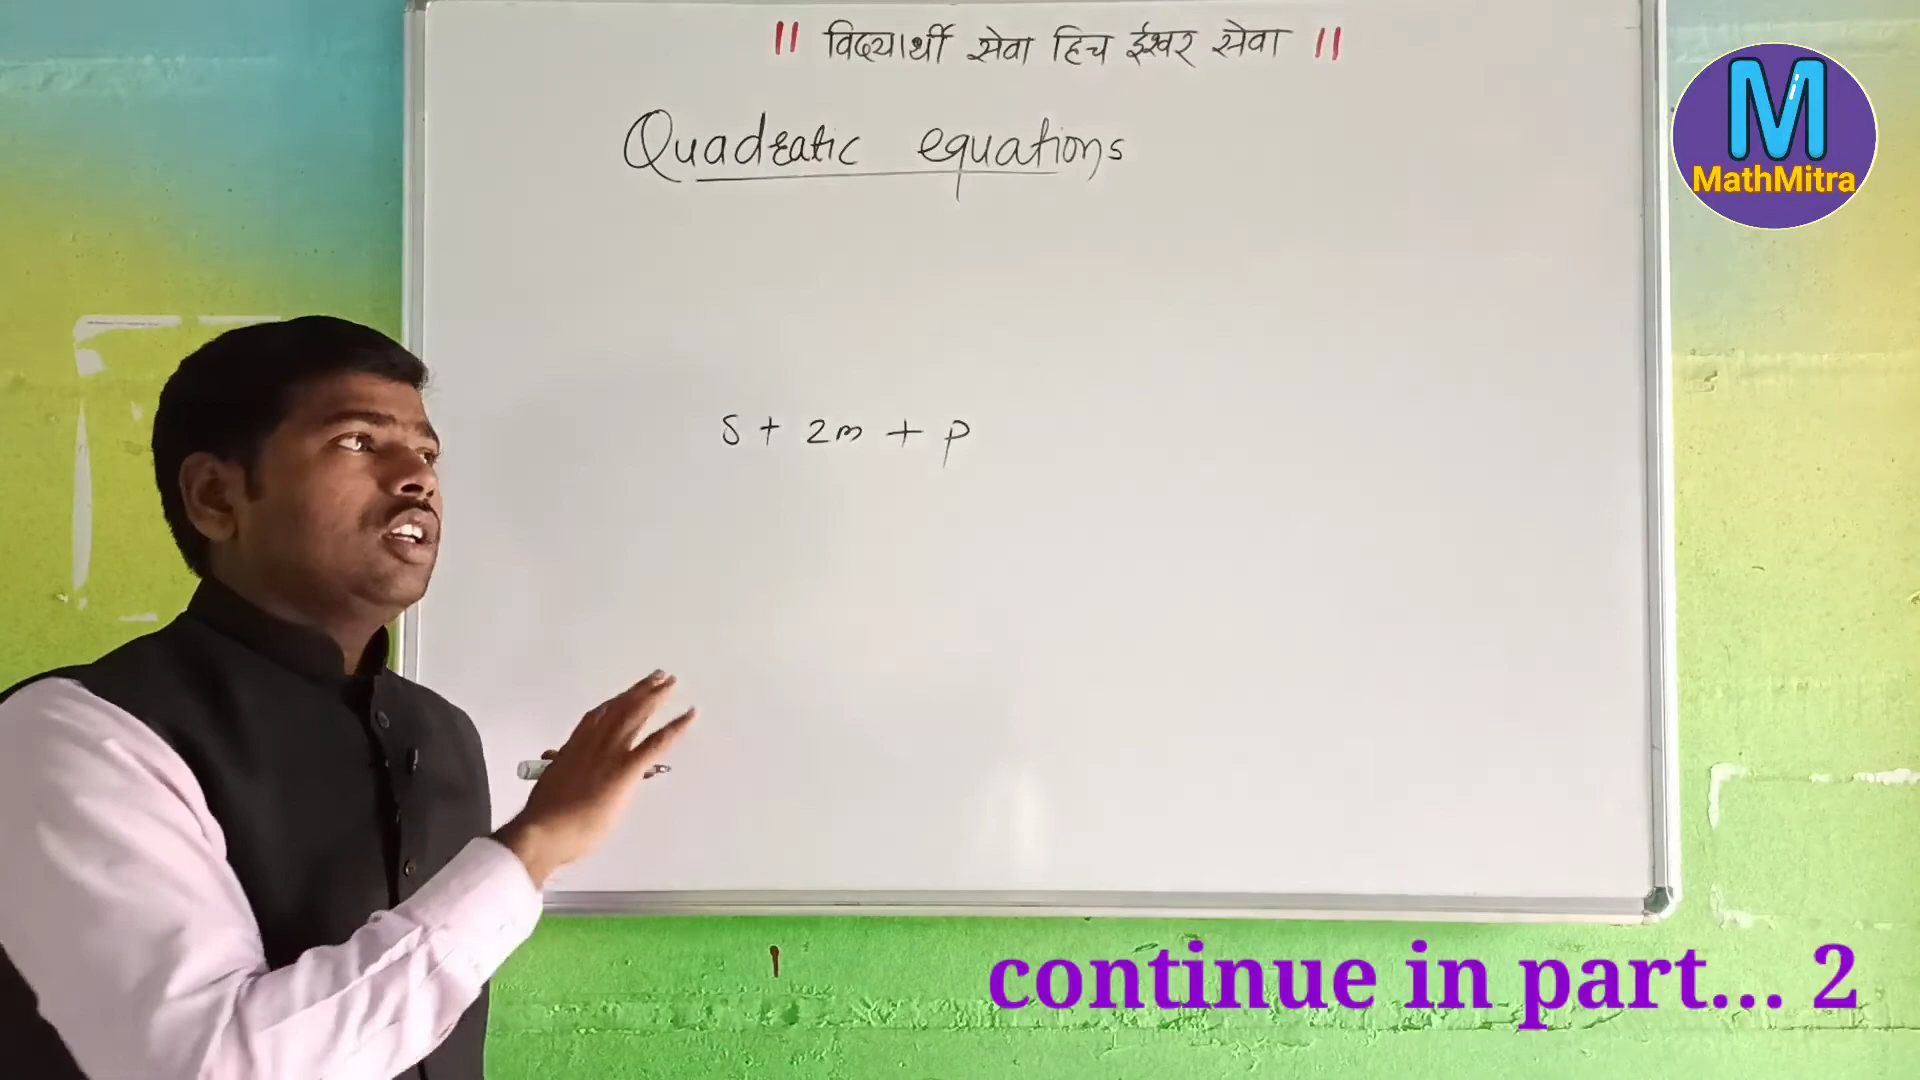 || विद्यार्थी सेवा हिच ईश्वर सेवा ||
M
MathMitra
Quadratic equations
s + 2m + p
continue in part... 2